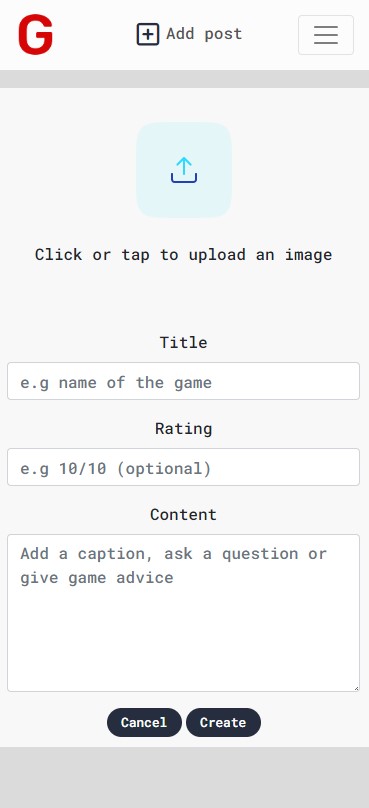 G
Add post
Click or tap to upload an image
Title
e.g name of the game
Rating
e.g 10/10 (optional)
Content
Add a caption, ask a question or
give game advice
Cancel Create